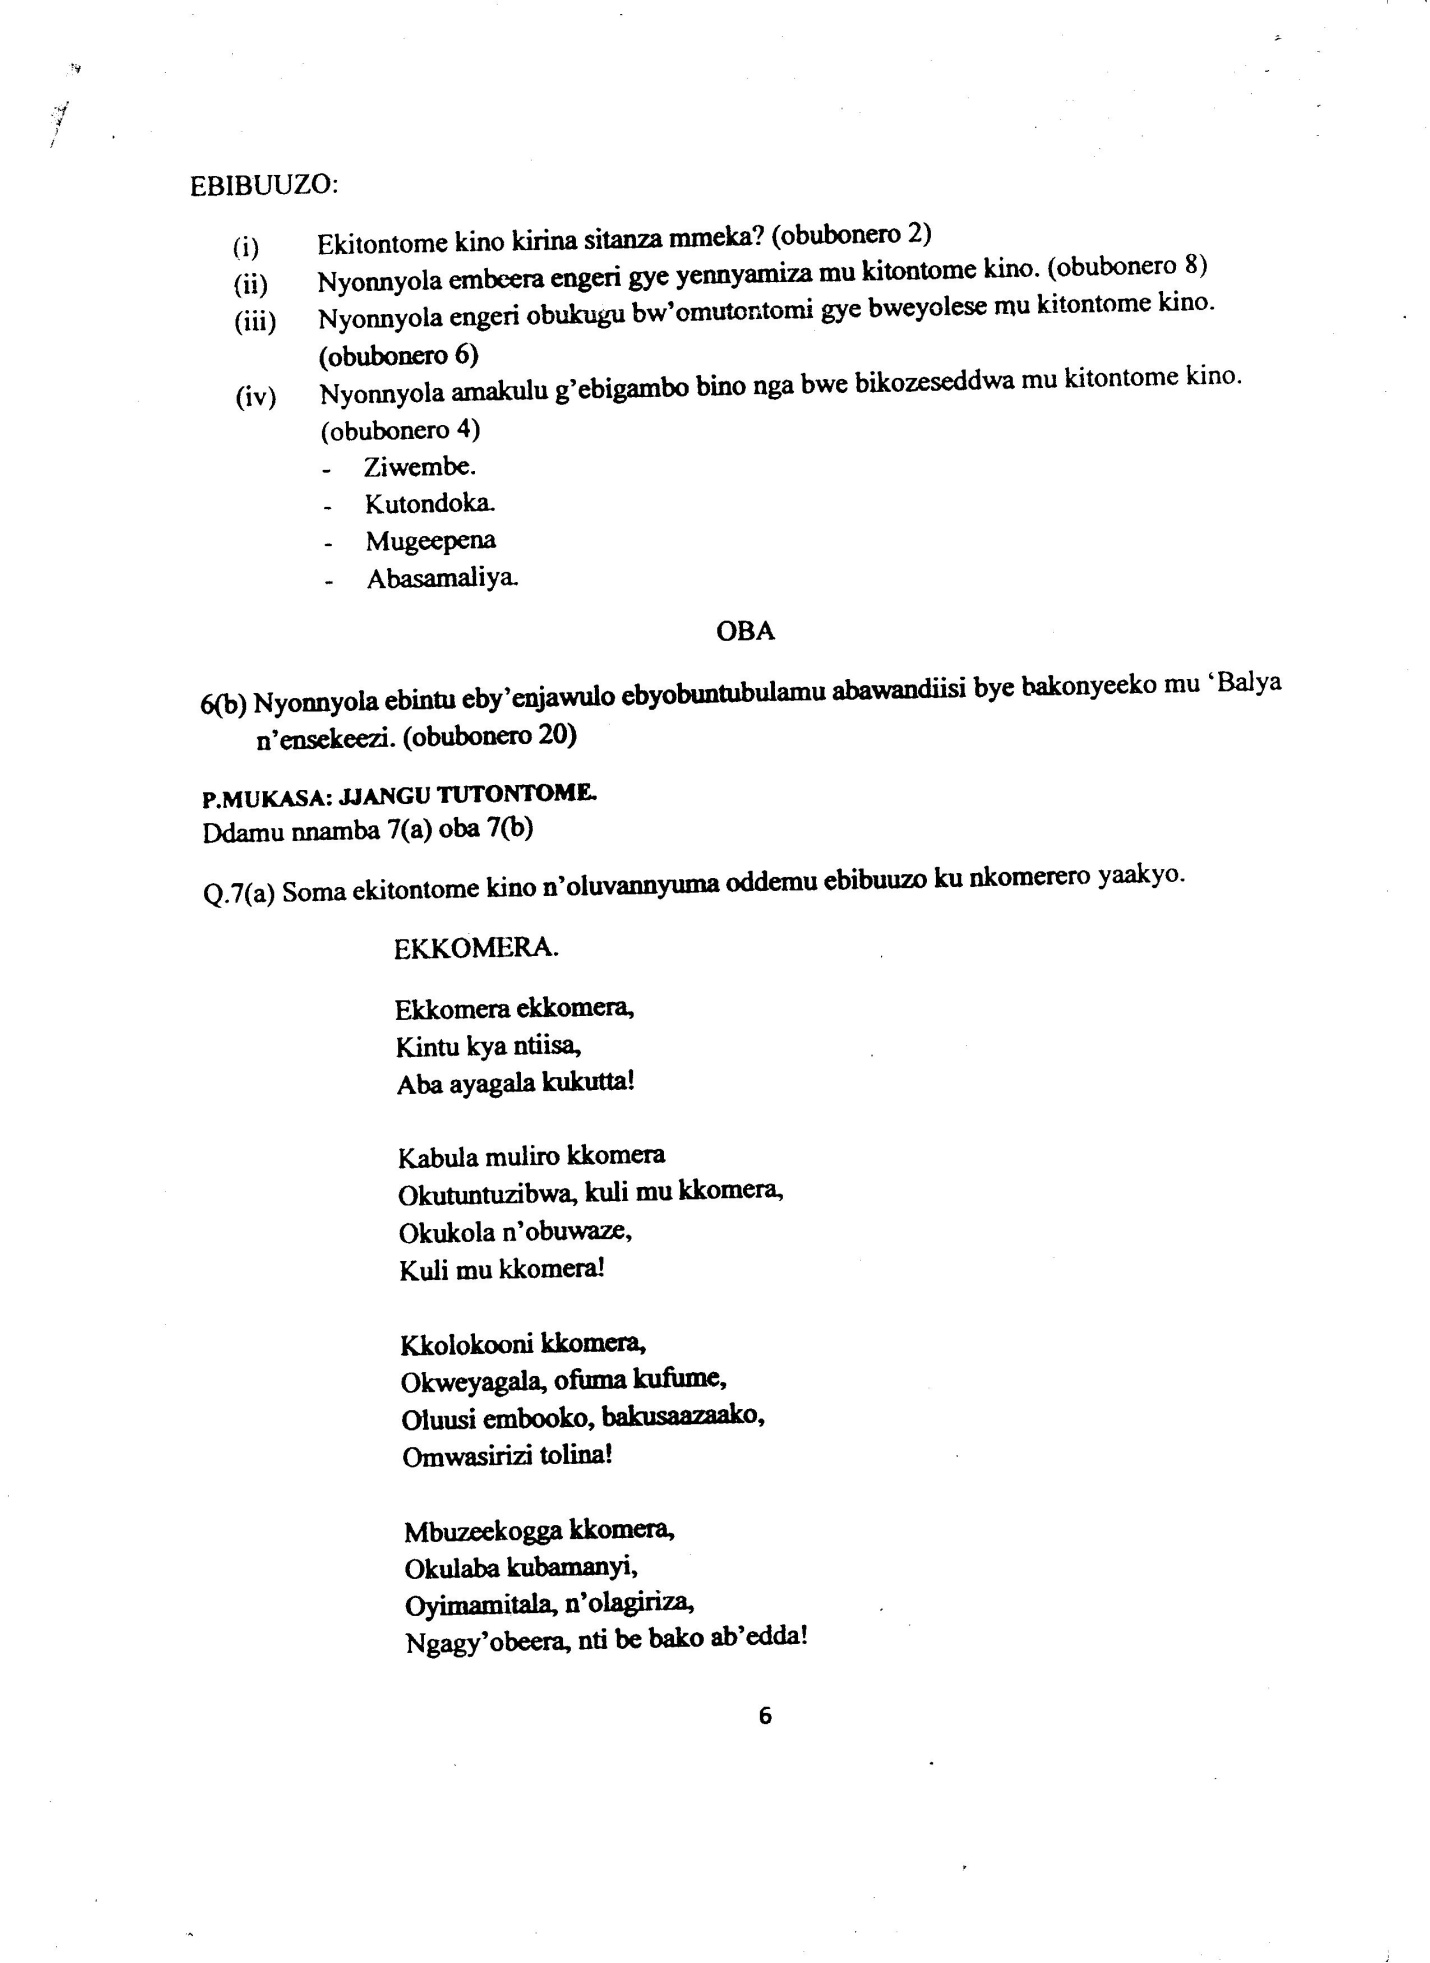 EBIBUUZO:
(i) Ekitontome kino kirina sitanza mmeka? (obubonero 2)
(ii) Nyonnyola embeera engeri gye yennyamiza mu kitontome kino. (obubonero 8)
(iii) Nyonnyola engeri obukugu bw'omutontomi gye bweyolese mu kitontome kino.
(obubonero 6)
(iv) Nyonnyola amakulu g'ebigambo bino nga bwe bikozeseddwa mu kitontome kino.
(obubonero 4)
- Ziwembe.
- Kutondoka.
- Mugeepena
- Abasamaliya.
OBA
6(b) Nyonnyola ebintu eby'enjawulo ebyobuntubulamu abawandiisi bye bakonyeeko mu 'Balya
n'ensekeezi. (obubonero 20)
P.MUKASA: JJANGU TUTONTOME.
Ddamu nnamba 7(a) oba 7(b)
Q.7(a) Soma ekitontome kino n'oluvannyuma oddemu ebibuuzo ku nkomerero yaakyo.
EKKOMERA.
Ekkomera ekkomera,
Kintu kya ntiisa,
Aba ayagala kukutta!
Kabula muliro kkomera
Okutuntuzibwa, kuli mu kkomera,
Okukola n'obuwaze,
Kuli mu kkomera!
Kkolokooni kkomera,
Okweyagala, ofuma kufume,
Oluusi embooko, bakusaazaako,
Omwasirizi tolina!
Mbuzeekogga kkomera,
Okulaba kubamanyi,
Oyimamitala, n'olagiriza,
Ngagy'obeera, nti be bako ab'edda!
6